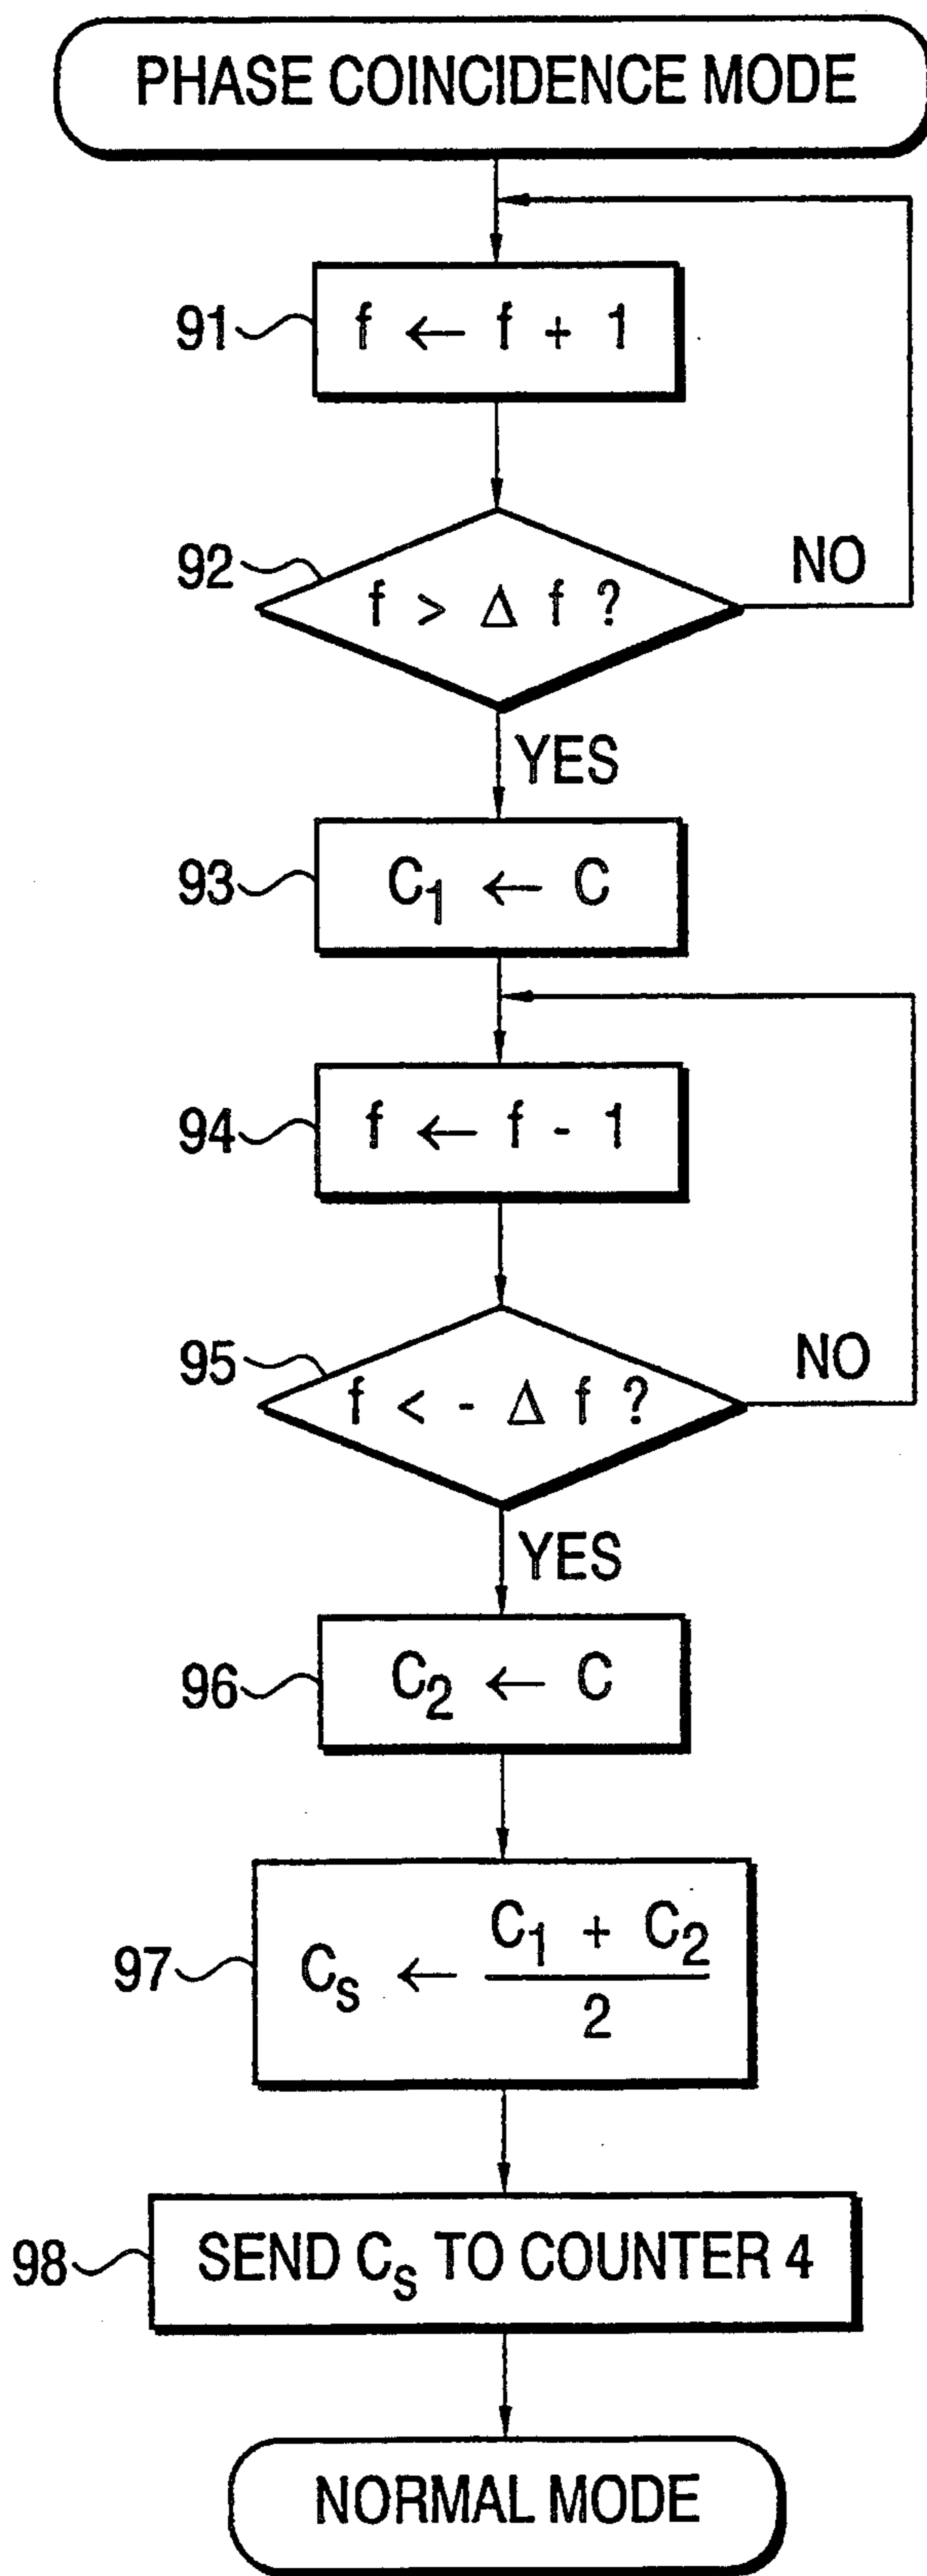 PHASE COINCIDENCE MODE
91
f ← f + 1
92
f > Δ f ?
NO
YES
93
C₁ ← C
94
f ← f - 1
95
f < - Δ f ?
NO
YES
96
C₂ ← C
97
Cₛ ← C₁ + C₂
2
98
SEND Cₛ TO COUNTER 4
NORMAL MODE